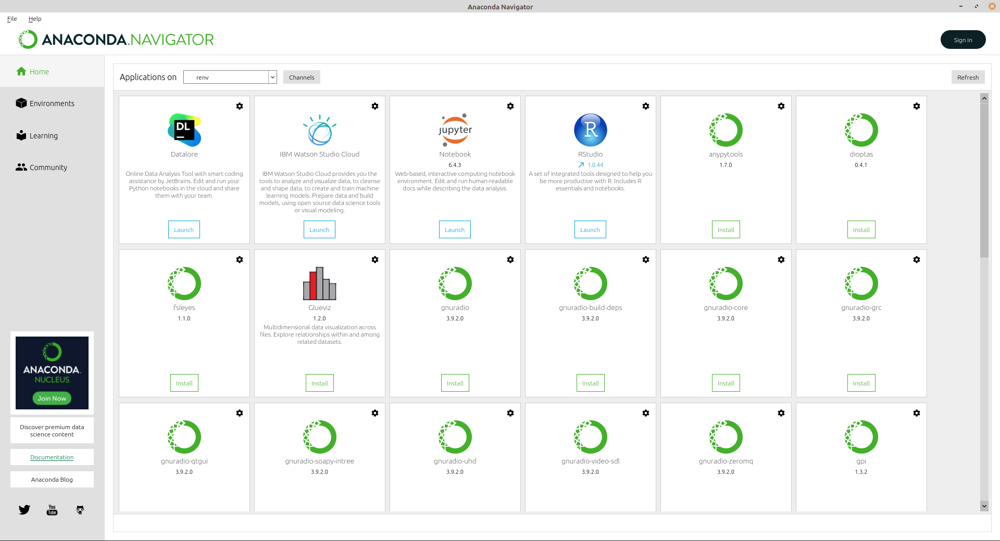 Anaconda Navigator
File Help
ANACONDA.NAVIGATOR
Sign in
Home
Environments
Learning
Community
ANACONDA.
NUCLEUS
Join Now
Discover premium data
science content
Documentation
Anaconda Blog
You
Tube
Applications on renv Channels Refresh
DL
Datalore
Online Data Analysis Tool with smart coding
assistance by JetBrains. Edit and run your
Python notebooks in the cloud and share
them with your team.
Launch
IBM Watson Studio Cloud
IBM Watson Studio Cloud provides you the
tools to analyze and visualize data, to cleanse
and shape data, to create and train machine
learning models. Prepare data and build
models, using open source data science tools
or visual modeling.
Launch
jupyter
Notebook
6.4.3
Web-based, interactive computing notebook
environment. Edit and run human-readable
docs while describing the data analysis.
Launch
R
RStudio
1.0.44
A set of integrated tools designed to help you
be more productive with R. Includes R
essentials and notebooks.
Launch
anypytools
1.7.0
Install
dioptas
0.4.1
Install
fsleyes
1.1.0
Install
Glueviz
1.2.0
Multidimensional data visualization across
files. Explore relationships within and among
related datasets.
Install
gnuradio
3.9.2.0
Install
gnuradio-build-deps
3.9.2.0
Install
gnuradio-core
3.9.2.0
Install
gnuradio-grc
3.9.2.0
Install
gnuradio-qtgui
3.9.2.0
gnuradio-soapy-intree
3.9.2.0
gnuradio-uhd
3.9.2.0
gnuradio-video-sdl
3.9.2.0
gnuradio-zeromq
3.9.2.0
gpi
1.3.2